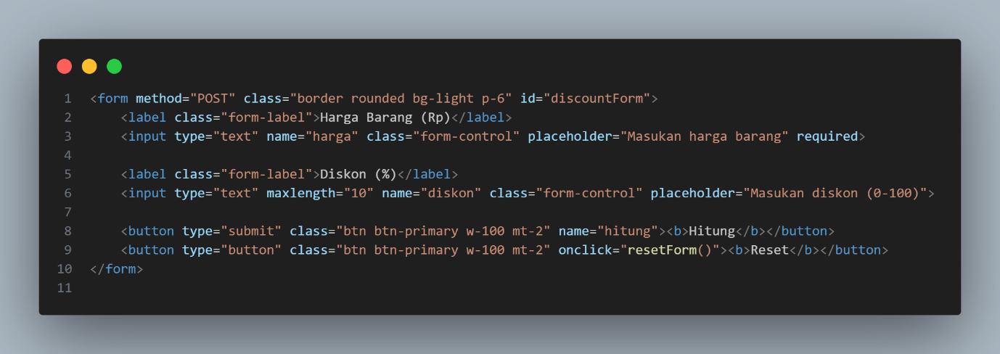 1 <form method="POST" class="border rounded bg-light p-6" id="discountForm">
2     <label class="form-label">Harga Barang (Rp)</label>
3     <input type="text" name="harga" class="form-control" placeholder="Masukan harga barang" required>
4
5     <label class="form-label">Diskon (%)</label>
6     <input type="text" maxlength="10" name="diskon" class="form-control" placeholder="Masukan diskon (0-100)">
7
8     <button type="submit" class="btn btn-primary w-100 mt-2" name="hitung"><b>Hitung</b></button>
9     <button type="button" class="btn btn-primary w-100 mt-2" onclick="resetForm()"><b>Reset</b></button>
10 </form>
11